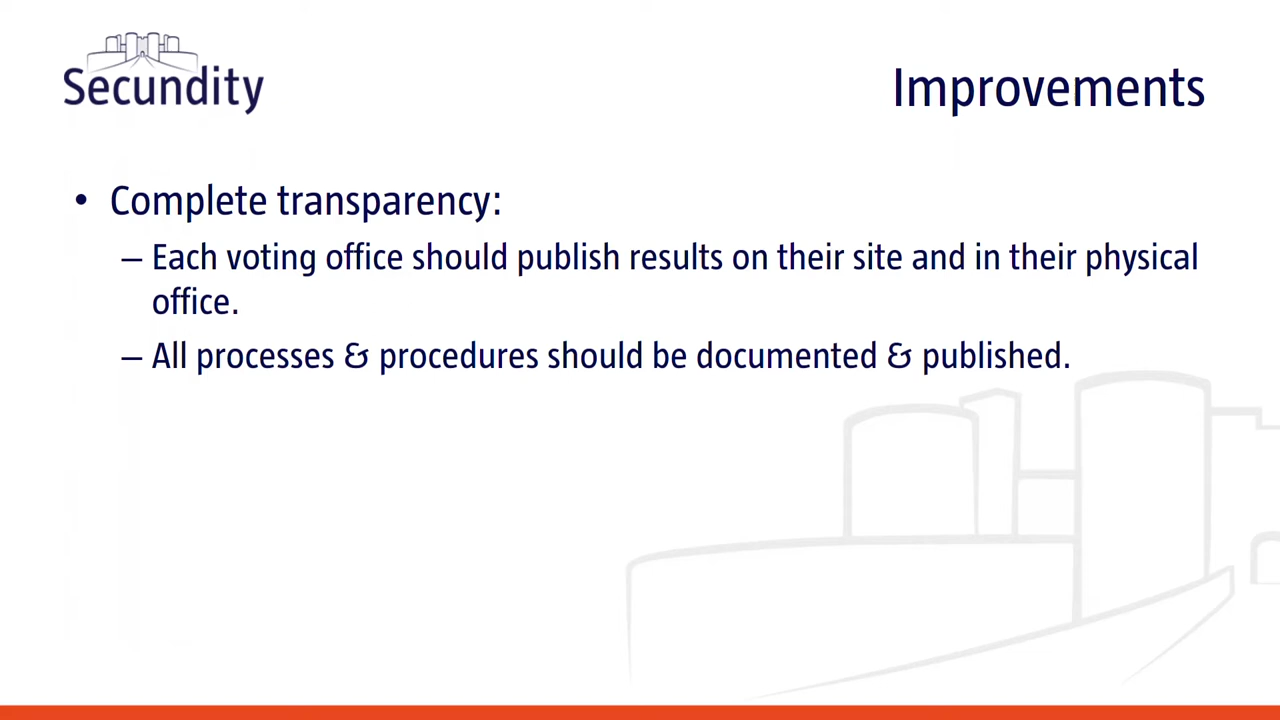 Secundity
Improvements
• Complete transparency:
– Each voting office should publish results on their site and in their physical
office.
– All processes & procedures should be documented & published.